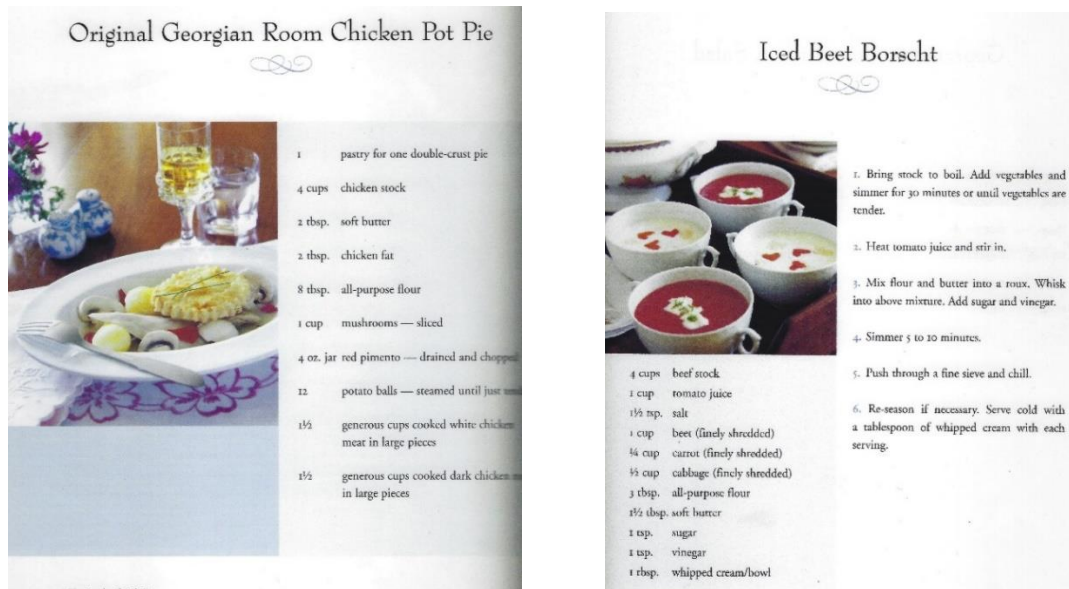 Original Georgian Room Chicken Pot Pie
1 pastry for one double-crust pie
4 cups chicken stock
2 tbsp. soft butter
2 tbsp. chicken fat
8 tbsp. all-purpose flour
1 cup mushrooms — sliced
4 oz. jar red pimento — drained and chopped
12 potato balls — steamed until just
1½ generous cups cooked white chicken
meat in large pieces
1½ generous cups cooked dark chicken
in large pieces
Iced Beet Borscht
4 cups beef stock
1 cup tomato juice
1½ tsp. salt
1 cup beet (finely shredded)
¼ cup carrot (finely shredded)
cup cabbage (finely shredded)
3 tbsp. all-purpose flour
1½ tbsp. soft butter
1 tsp. sugar
1 tsp. vinegar
1 tbsp. whipped cream/bowl
1. Bring stock to boil. Add vegetables and
simmer for 30 minutes or until vegetables are
tender.
2. Heat tomato juice and stir in.
3. Mix flour and butter into a roux. Whisk
into above mixture. Add sugar and vinegar.
4. Simmer 5 to 10 minutes.
5. Push through a fine sieve and chill.
6. Re-season if necessary. Serve cold with
a tablespoon of whipped cream with each
serving.